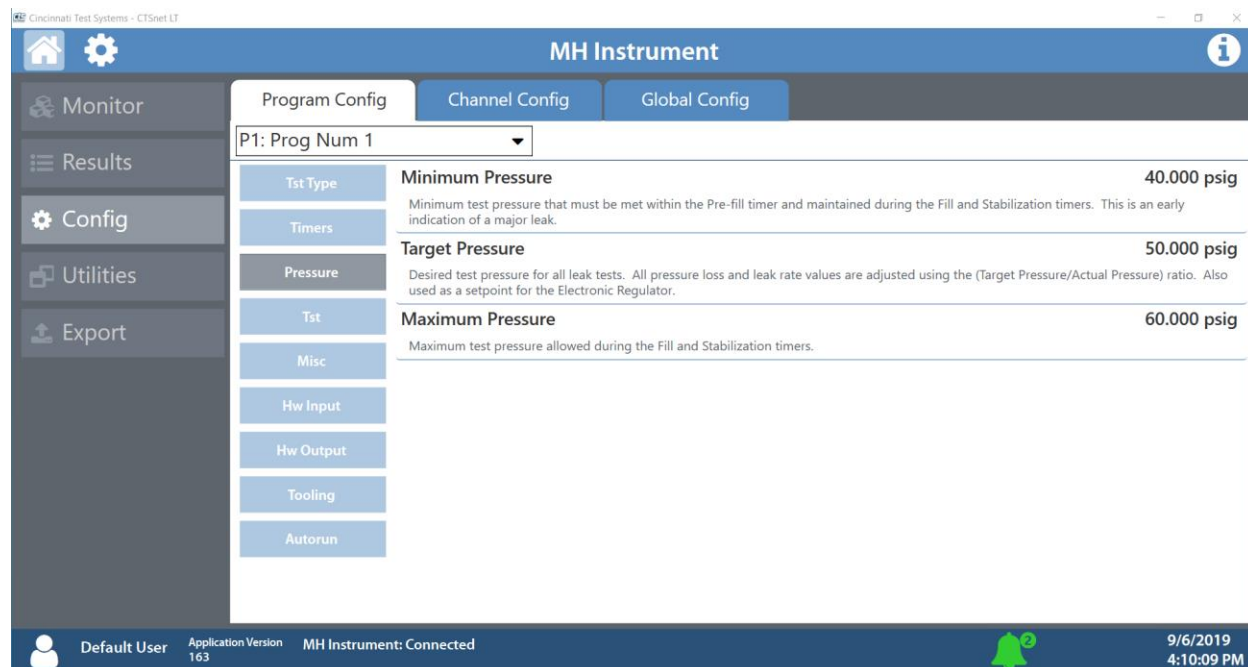 Cincinnati Test Systems - CTSnet LT
MH Instrument
Monitor
Results
Config
Utilities
Export
Program Config
Channel Config
Global Config
P1: Prog Num 1
Tst Type
Timers
Pressure
Tst
Misc
Hw Input
Hw Output
Tooling
Autorun
Minimum Pressure 40.000 psig
Minimum test pressure that must be met within the Pre-fill timer and maintained during the Fill and Stabilization timers. This is an early
indication of a major leak.
Target Pressure 50.000 psig
Desired test pressure for all leak tests. All pressure loss and leak rate values are adjusted using the (Target Pressure/Actual Pressure) ratio. Also
used as a setpoint for the Electronic Regulator.
Maximum Pressure 60.000 psig
Maximum test pressure allowed during the Fill and Stabilization timers.
Default User
Application Version
163
MH Instrument: Connected
2
9/6/2019
4:10:09 PM